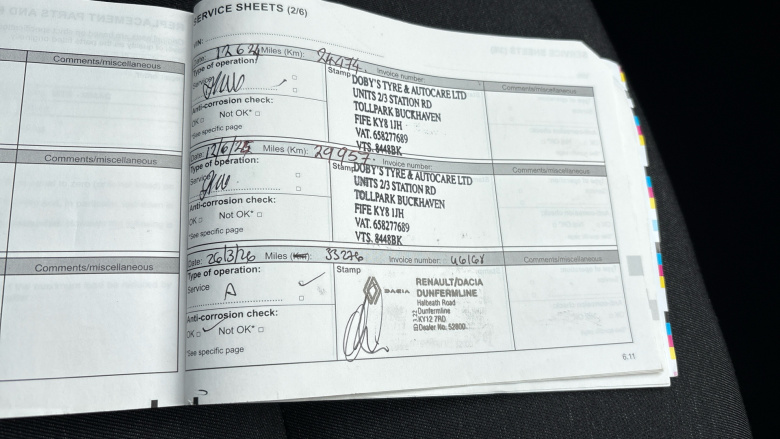 SERVICE SHEETS (2/6)
VIN:
Date: 12 6 24 Miles (Km): 24474 Invoice number:
Comments/miscellaneous
Type of operation:
Service
Stamp
DOBY'S TYRE & AUTOCARE LTD
UNITS 2/3 STATION RD
TOLLPARK BUCKHAVEN
FIFE KY8 1JH
VAT. 658277689
VTS. 8448BK
Anti-corrosion check:
OK □ Not OK* □
*See specific page
Comments/miscellaneous
Date: 12/6/25 Miles (Km): 29957. Invoice number:
Comments/miscellaneous
Type of operation:
Service
Stamp
DOBY'S TYRE & AUTOCARE LTD
UNITS 2/3 STATION RD
TOLLPARK BUCKHAVEN
FIFE KY8 1JH
VAT. 658277689
VTS. 8448BK
Anti-corrosion check:
OK □ Not OK* □
*See specific page
Comments/miscellaneous
Date: 26/3/26 Miles (Km): 33276 Invoice number:
Comments/miscellaneous
Type of operation:
Service A
Stamp
DACIA
RENAULT/DACIA
DUNFERMLINE
Halbeath Road
Dunfermline
KY12 7RD
Dealer No. 52800
Anti-corrosion check:
OK □ Not OK* □
*See specific page
Comments/miscellaneous
6.11